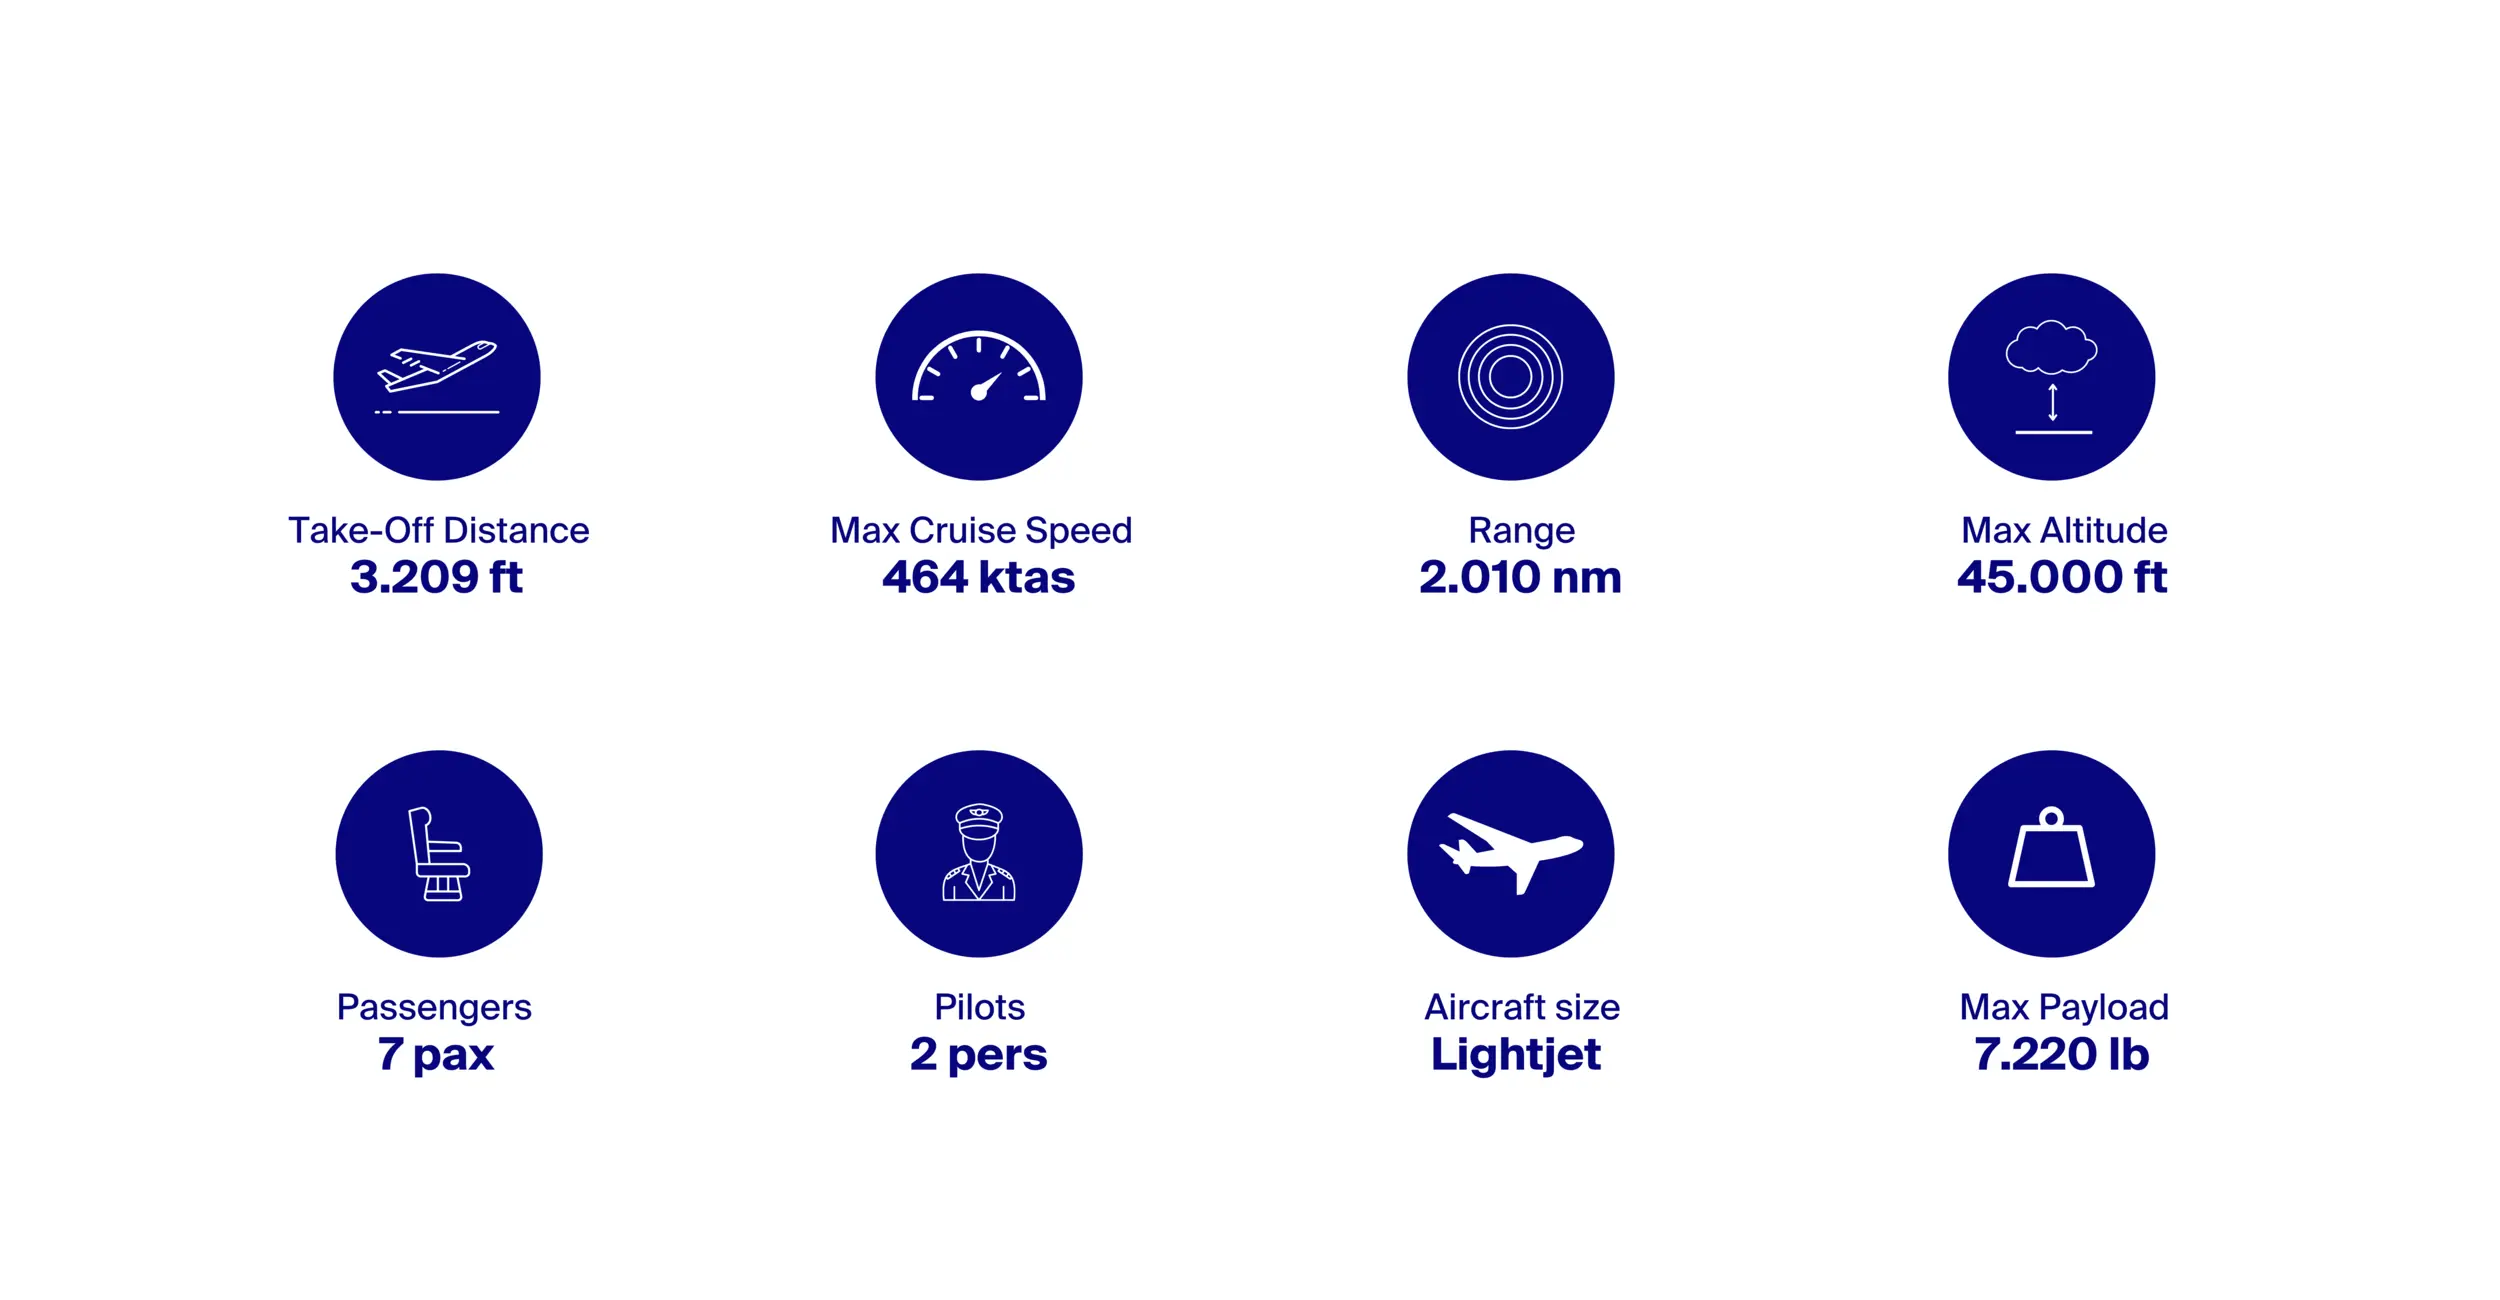 Take-Off Distance
3.209 ft
Max Cruise Speed
464 ktas
Range
2.010 nm
Max Altitude
45.000 ft
Passengers
7 pax
Pilots
2 pers
Aircraft size
Lightjet
Max Payload
7.220 lb